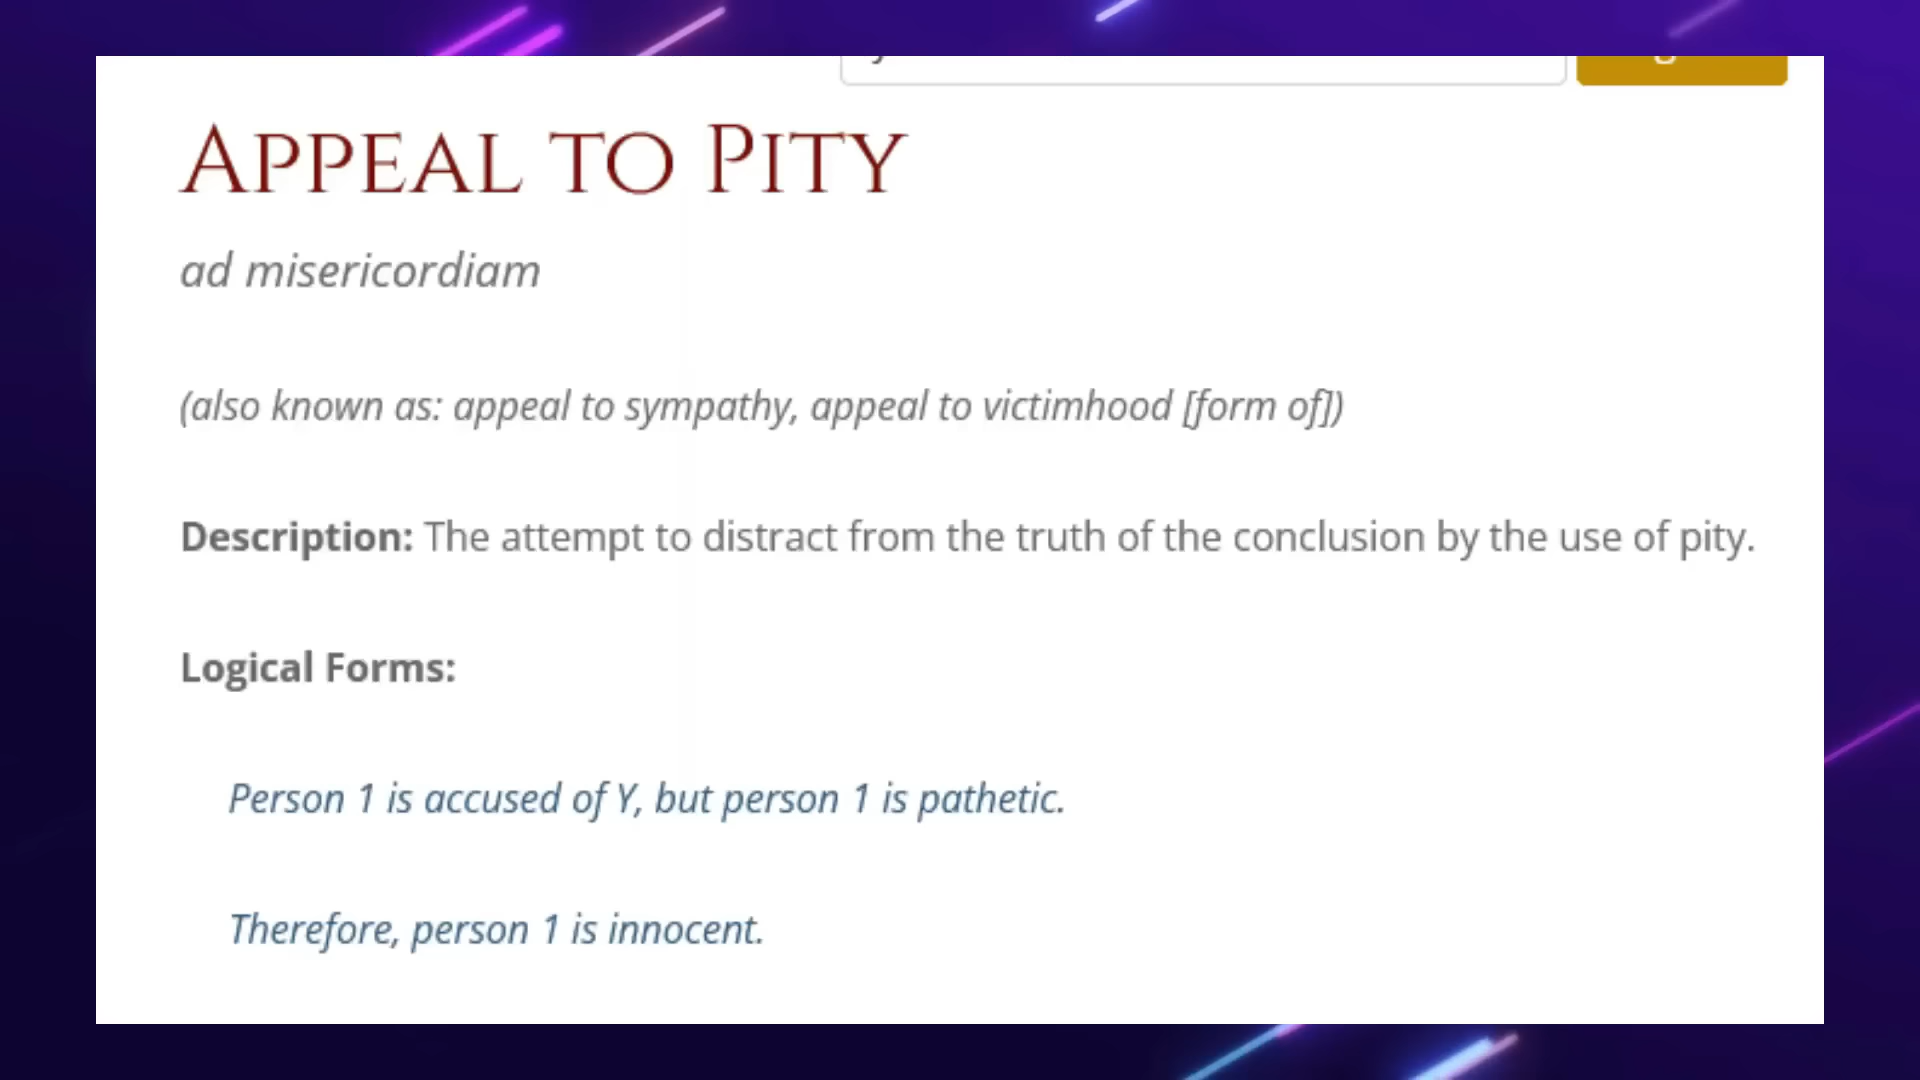 APPEAL TO PITY
ad misericordiam
(also known as: appeal to sympathy, appeal to victimhood [form of])
Description: The attempt to distract from the truth of the conclusion by the use of pity.
Logical Forms:
Person 1 is accused of Y, but person 1 is pathetic.
Therefore, person 1 is innocent.